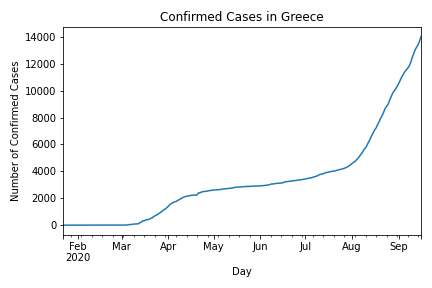 Confirmed Cases in Greece
Number of Confirmed Cases
14000
12000
10000
8000
6000
4000
2000
0
Feb Mar Apr May Jun Jul Aug Sep
2020
Day